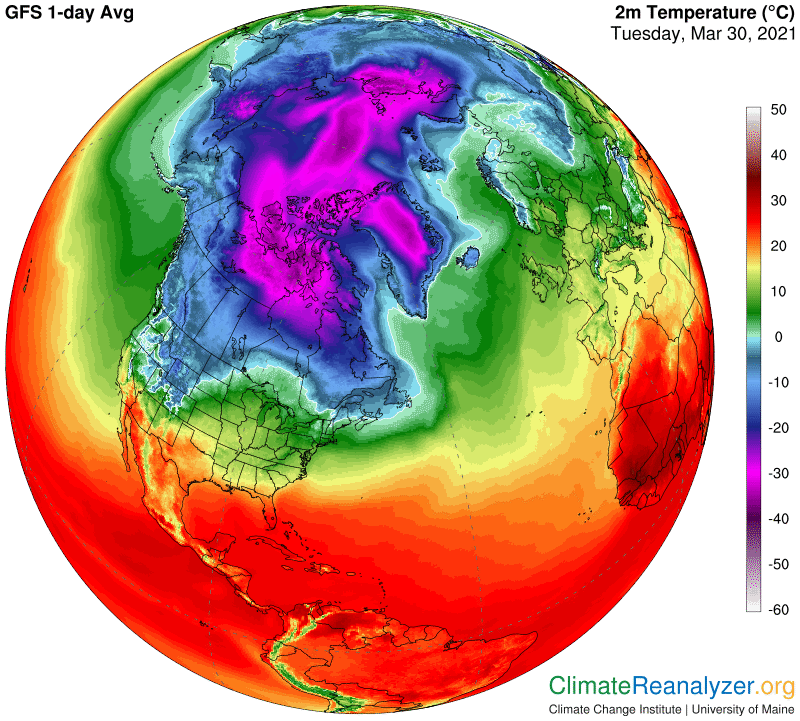 GFS 1-day Avg
2m Temperature (°C)
Tuesday, Mar 30, 2021
50
40
30
20
10
0
-10
-20
-30
-40
-50
-60
ClimateReanalyzer.org
Climate Change Institute | University of Maine